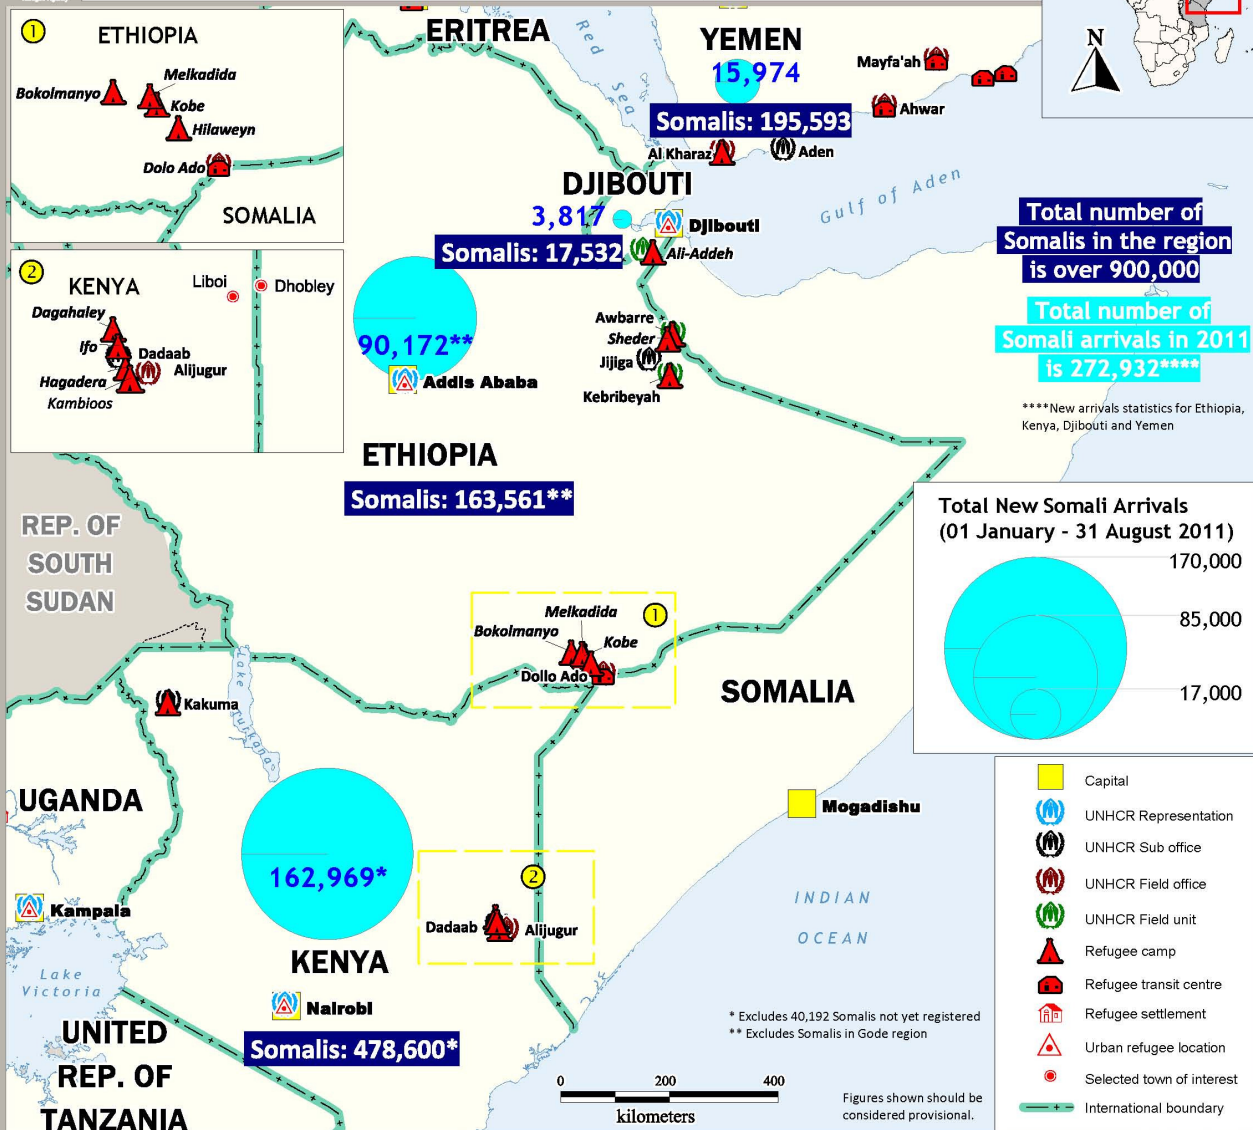 1
ETHIOPIA
Melkadida
Bokolmanyo
Kobe
Hilaweyn
Dolo Ado
SOMALIA
2
KENYA
Liboi
Dhobley
Dagahaley
Ifo
Dadaab
Alijugur
Hagadera
Kambioos
ERITREA
Red Sea
YEMEN
15,974
Somalis: 195,593
Mayfa'ah
Ahwar
Al Kharaz
Aden
N
DJIBOUTI
3,817
Djibouti
Somalis: 17,532
Ali-Addeh
Gulf of Aden
Total number of
Somalis in the region
is over 900,000
Total number of
Somali arrivals in 2011
is 272,932****
****New arrivals statistics for Ethiopia,
Kenya, Djibouti and Yemen
90,172**
Addis Ababa
Awbarre
Sheder
Jijiga
Kebribeyah
ETHIOPIA
Somalis: 163,561**
REP. OF
SOUTH
SUDAN
Total New Somali Arrivals
(01 January - 31 August 2011)
170,000
85,000
17,000
Melkadida
1
Bokolmanyo
Kobe
Dollo Ado
SOMALIA
Lake Turkana
Kakuma
UGANDA
Mogadishu
162,969*
2
Dadaab
Alijugur
Kampala
INDIAN
OCEAN
KENYA
Lake
Victoria
Nairobi
Somalis: 478,600*
UNITED
REP. OF
TANZANIA
* Excludes 40,192 Somalis not yet registered
** Excludes Somalis in Gode region
0 200 400
kilometers
Figures shown should be
considered provisional.
Capital
UNHCR Representation
UNHCR Sub office
UNHCR Field office
UNHCR Field unit
Refugee camp
Refugee transit centre
Refugee settlement
Urban refugee location
Selected town of interest
International boundary